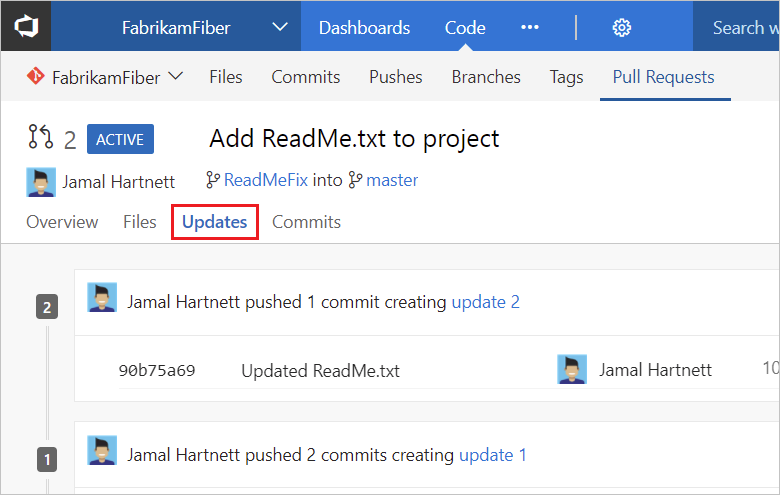 FabrikamFiber Dashboards Code ••• Search w
FabrikamFiber Files Commits Pushes Branches Tags Pull Requests
2 ACTIVE Add ReadMe.txt to project
Jamal Hartnett ReadMeFix into master
Overview Files Updates Commits
2 Jamal Hartnett pushed 1 commit creating update 2
90b75a69 Updated ReadMe.txt Jamal Hartnett 10
1 Jamal Hartnett pushed 2 commits creating update 1